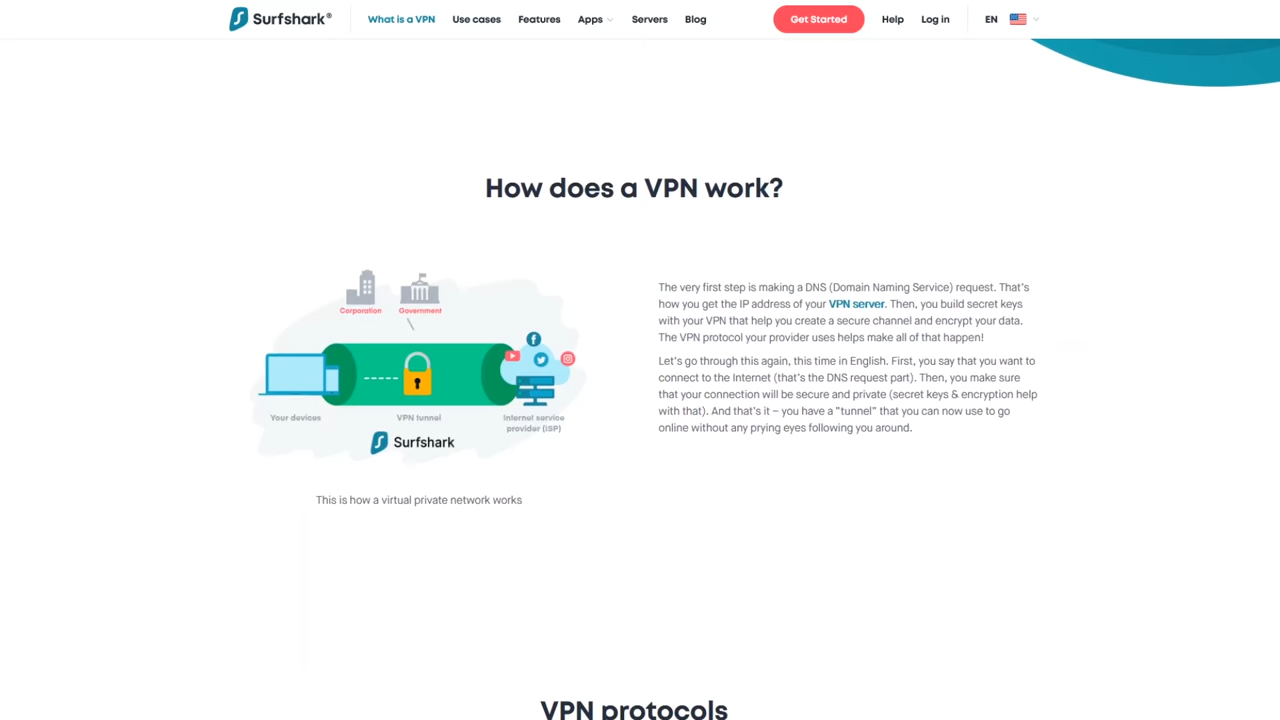 Surfshark®
What is a VPN
Use cases
Features
Apps
Servers
Blog
Get Started
Help
Log in
EN
How does a VPN work?
Corporation
Government
Your devices
VPN tunnel
Internet service
provider (ISP)
Surfshark
This is how a virtual private network works
The very first step is making a DNS (Domain Naming Service) request. That's
how you get the IP address of your VPN server. Then, you build secret keys
with your VPN that help you create a secure channel and encrypt your data.
The VPN protocol your provider uses helps make all of that happen!
Let's go through this again, this time in English. First, you say that you want to
connect to the Internet (that's the DNS request part). Then, you make sure
that your connection will be secure and private (secret keys & encryption help
with that). And that's it – you have a "tunnel" that you can now use to go
online without any prying eyes following you around.
VPN protocols